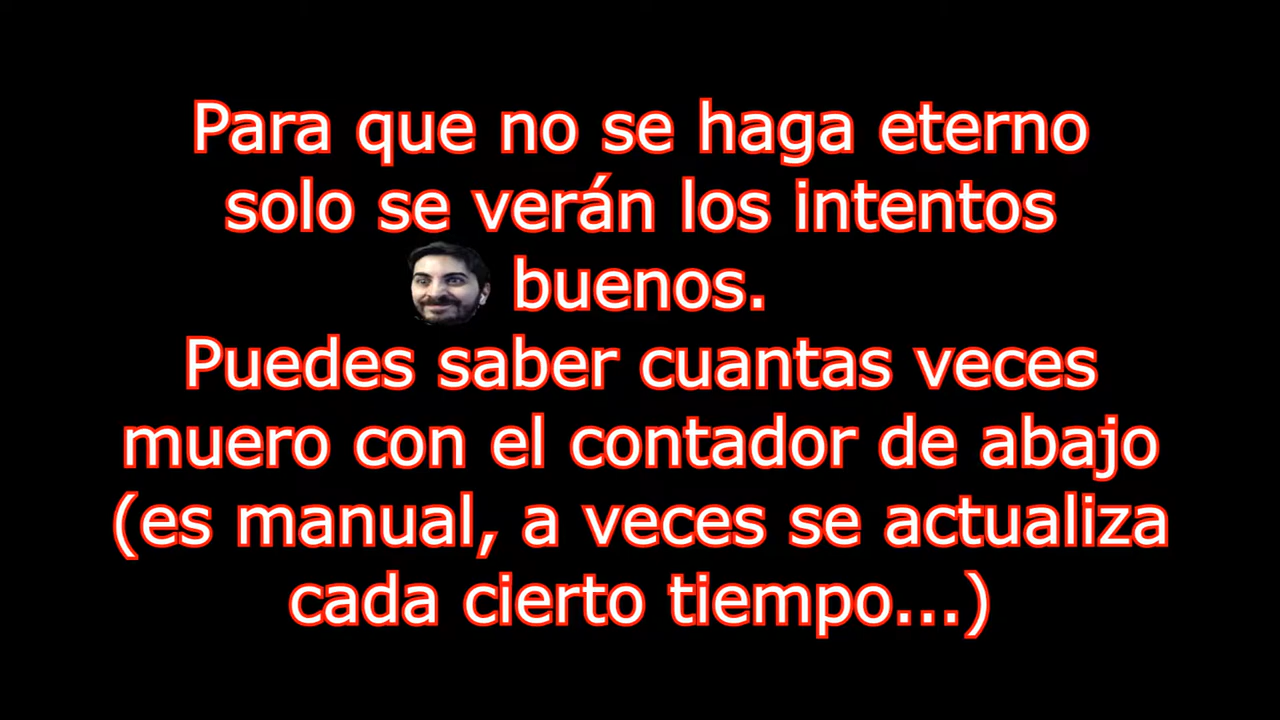 Para que no se haga eterno
solo se verán los intentos
buenos.
Puedes saber cuantas veces
muero con el contador de abajo
(es manual, a veces se actualiza
cada cierto tiempo...)